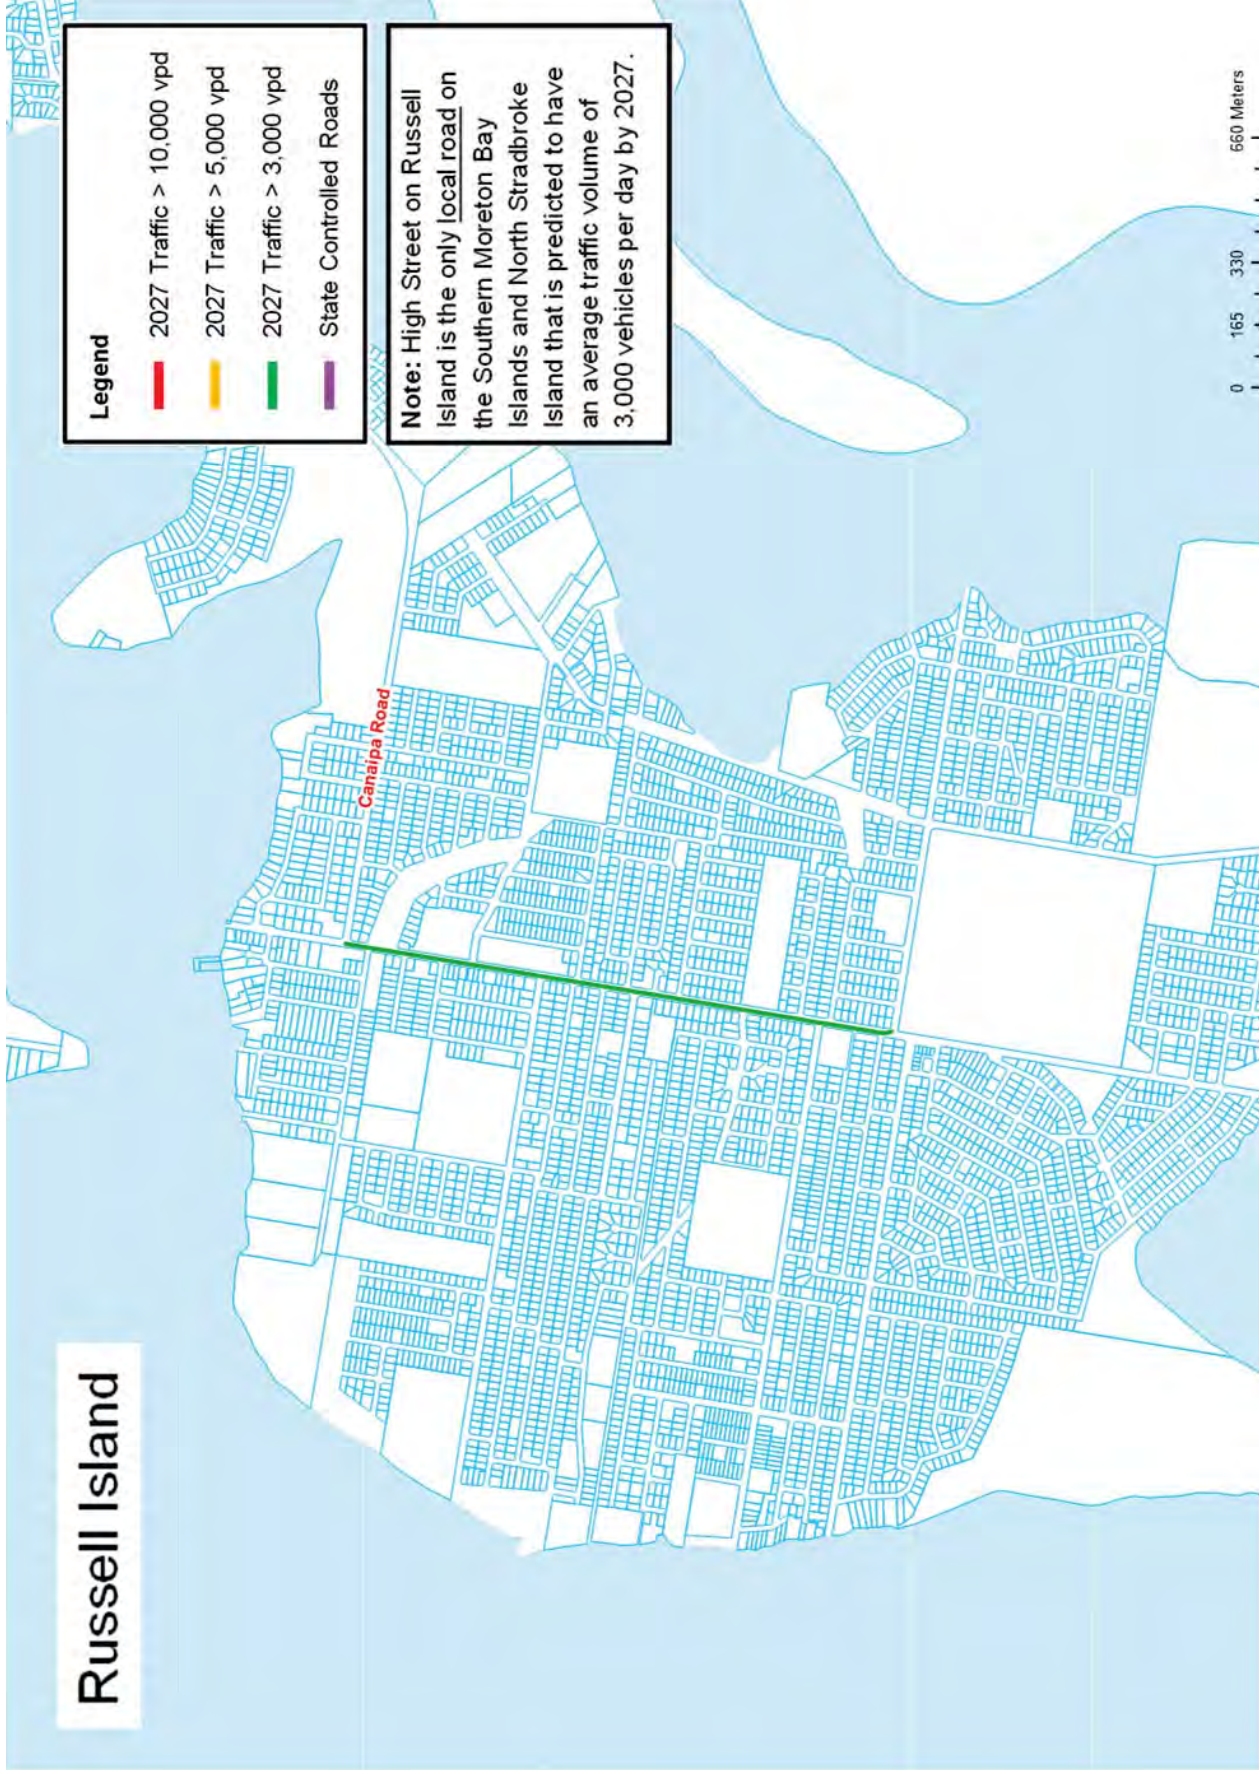 Russell Island
Legend
2027 Traffic > 10,000 vpd
2027 Traffic > 5,000 vpd
2027 Traffic > 3,000 vpd
State Controlled Roads
Note: High Street on Russell
Island is the only local road on
the Southern Moreton Bay
Islands and North Stradbroke
Island that is predicted to have
an average traffic volume of
3,000 vehicles per day by 2027.
Canaipa Road
0 165 330 660 Meters